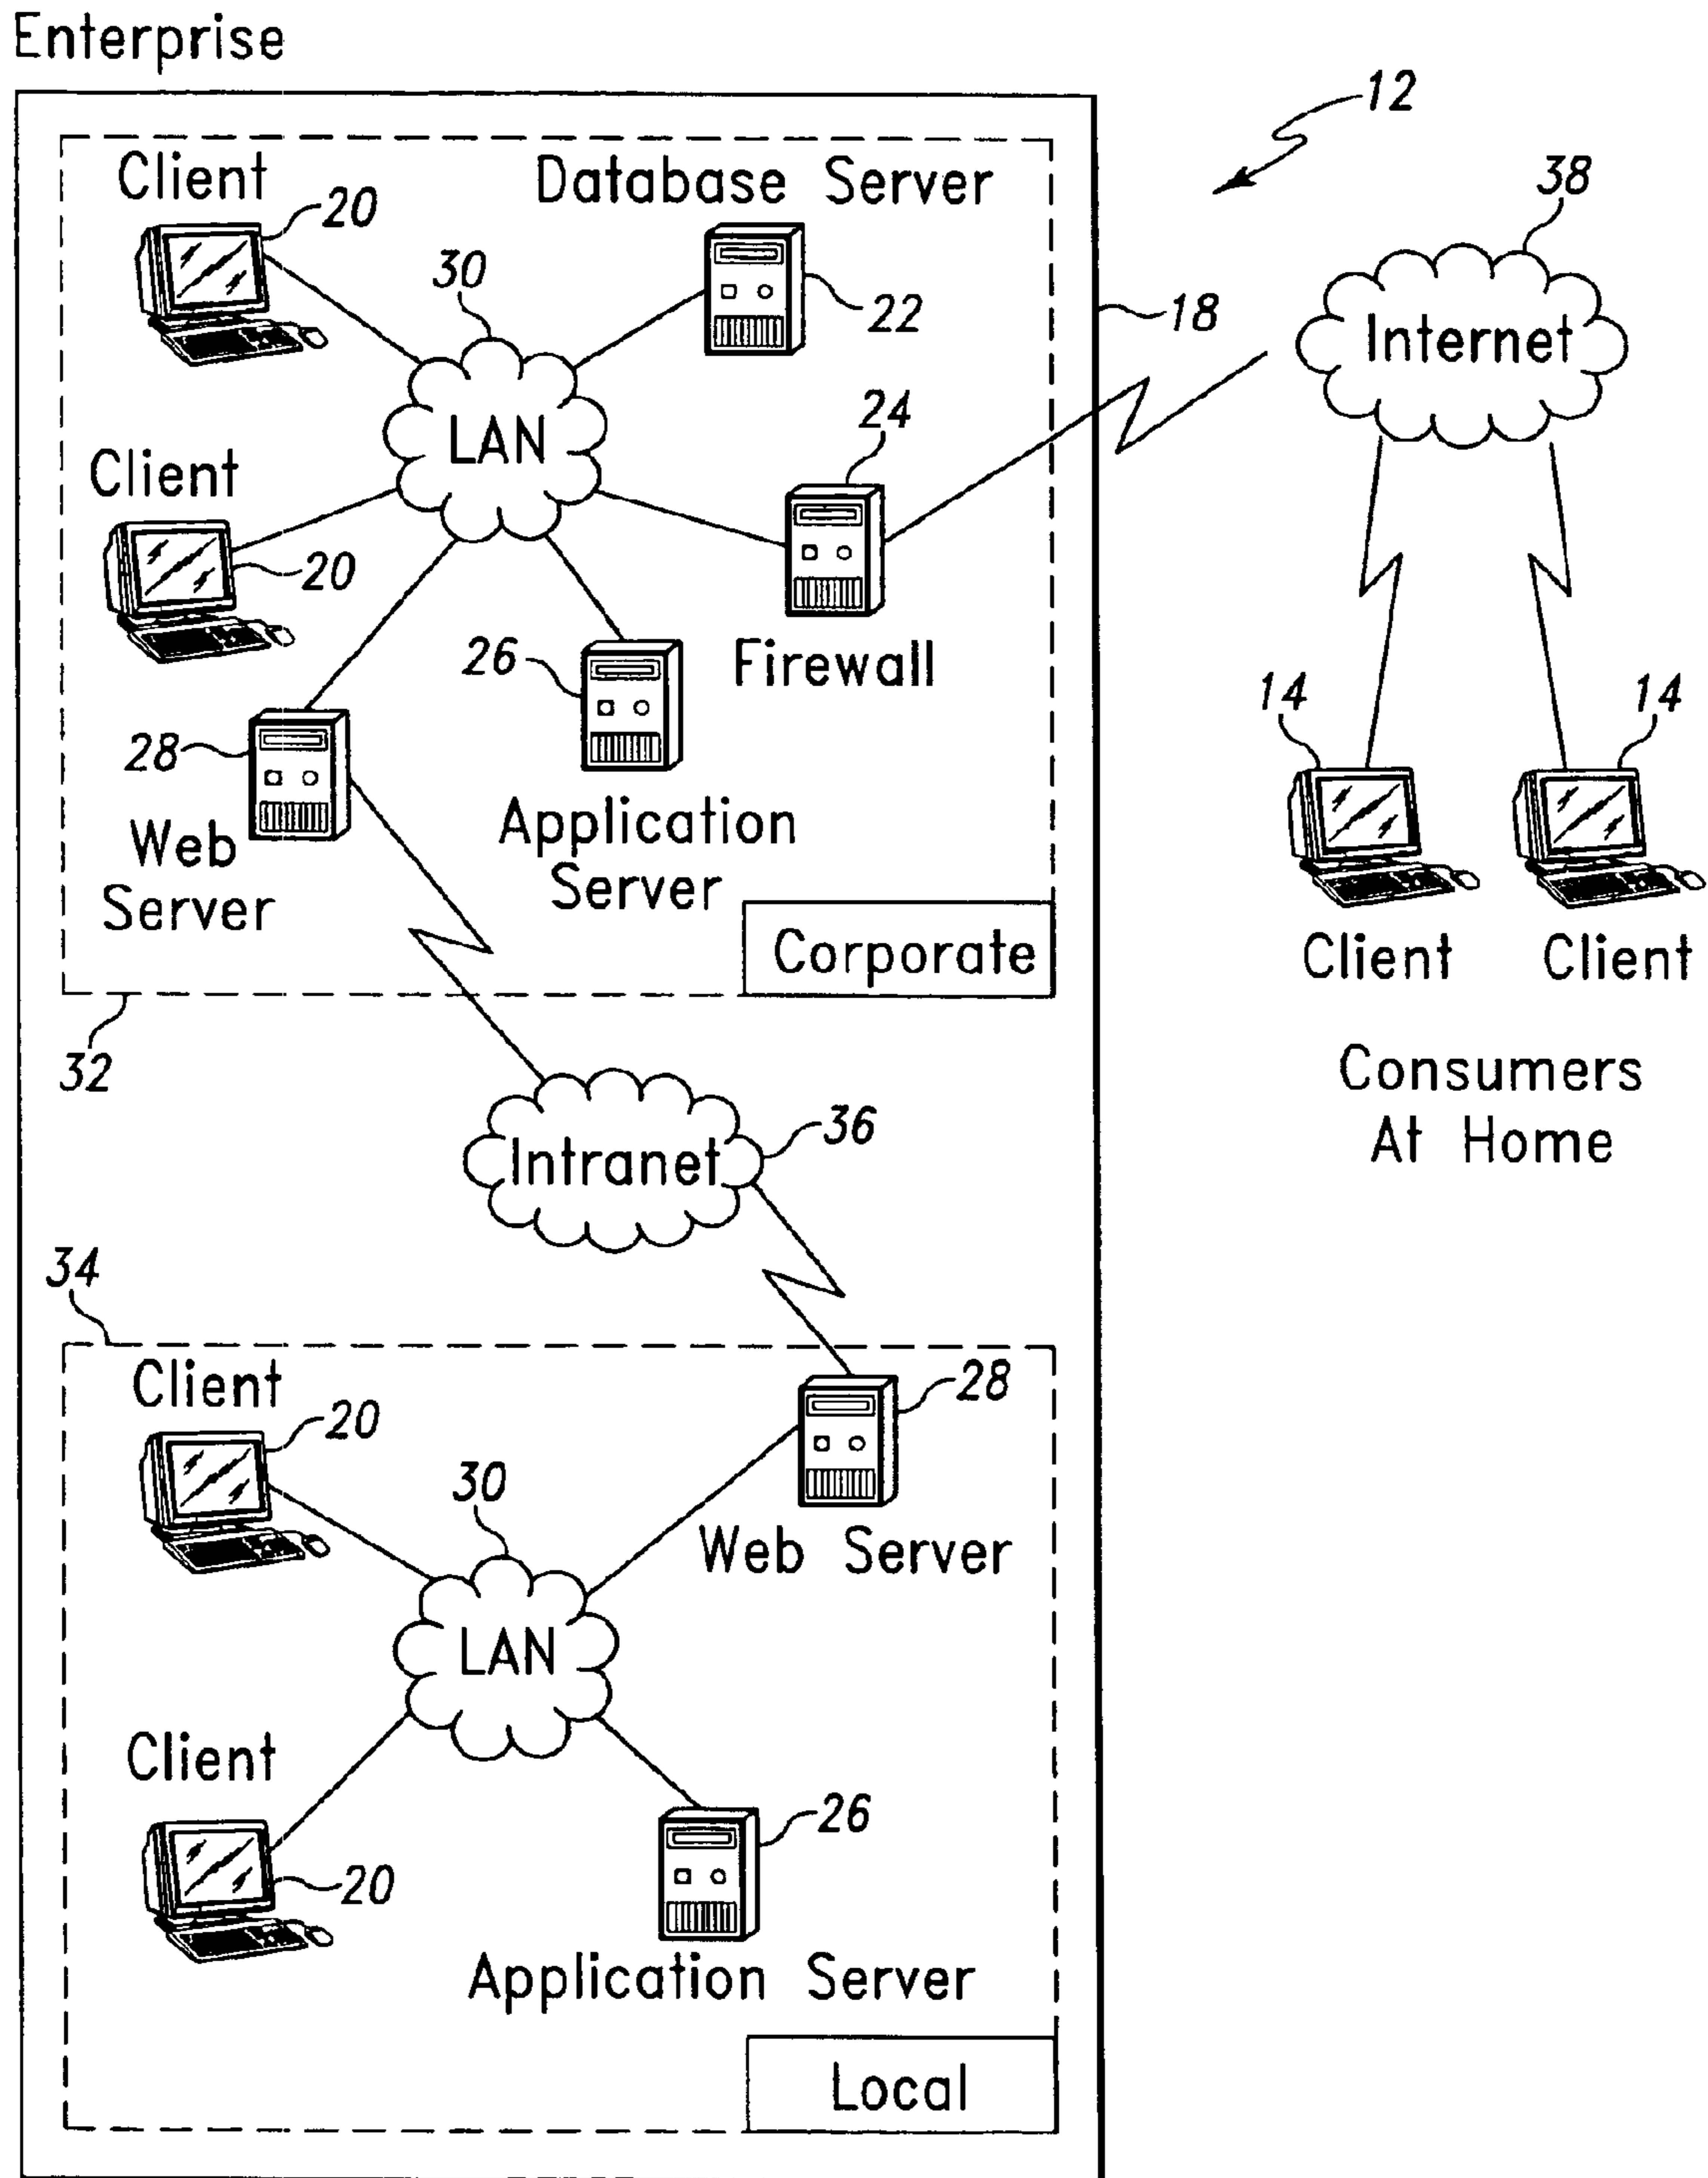 Enterprise
12
Client
Database Server
38
20
30
22
18
Internet
LAN
24
Client
20
26
Firewall
14
14
28
Web
Server
Application
Server
Corporate
Client
Client
32
Consumers
At Home
Intranet
36
34
Client
28
20
30
Web Server
LAN
Client
26
20
Application Server
Local